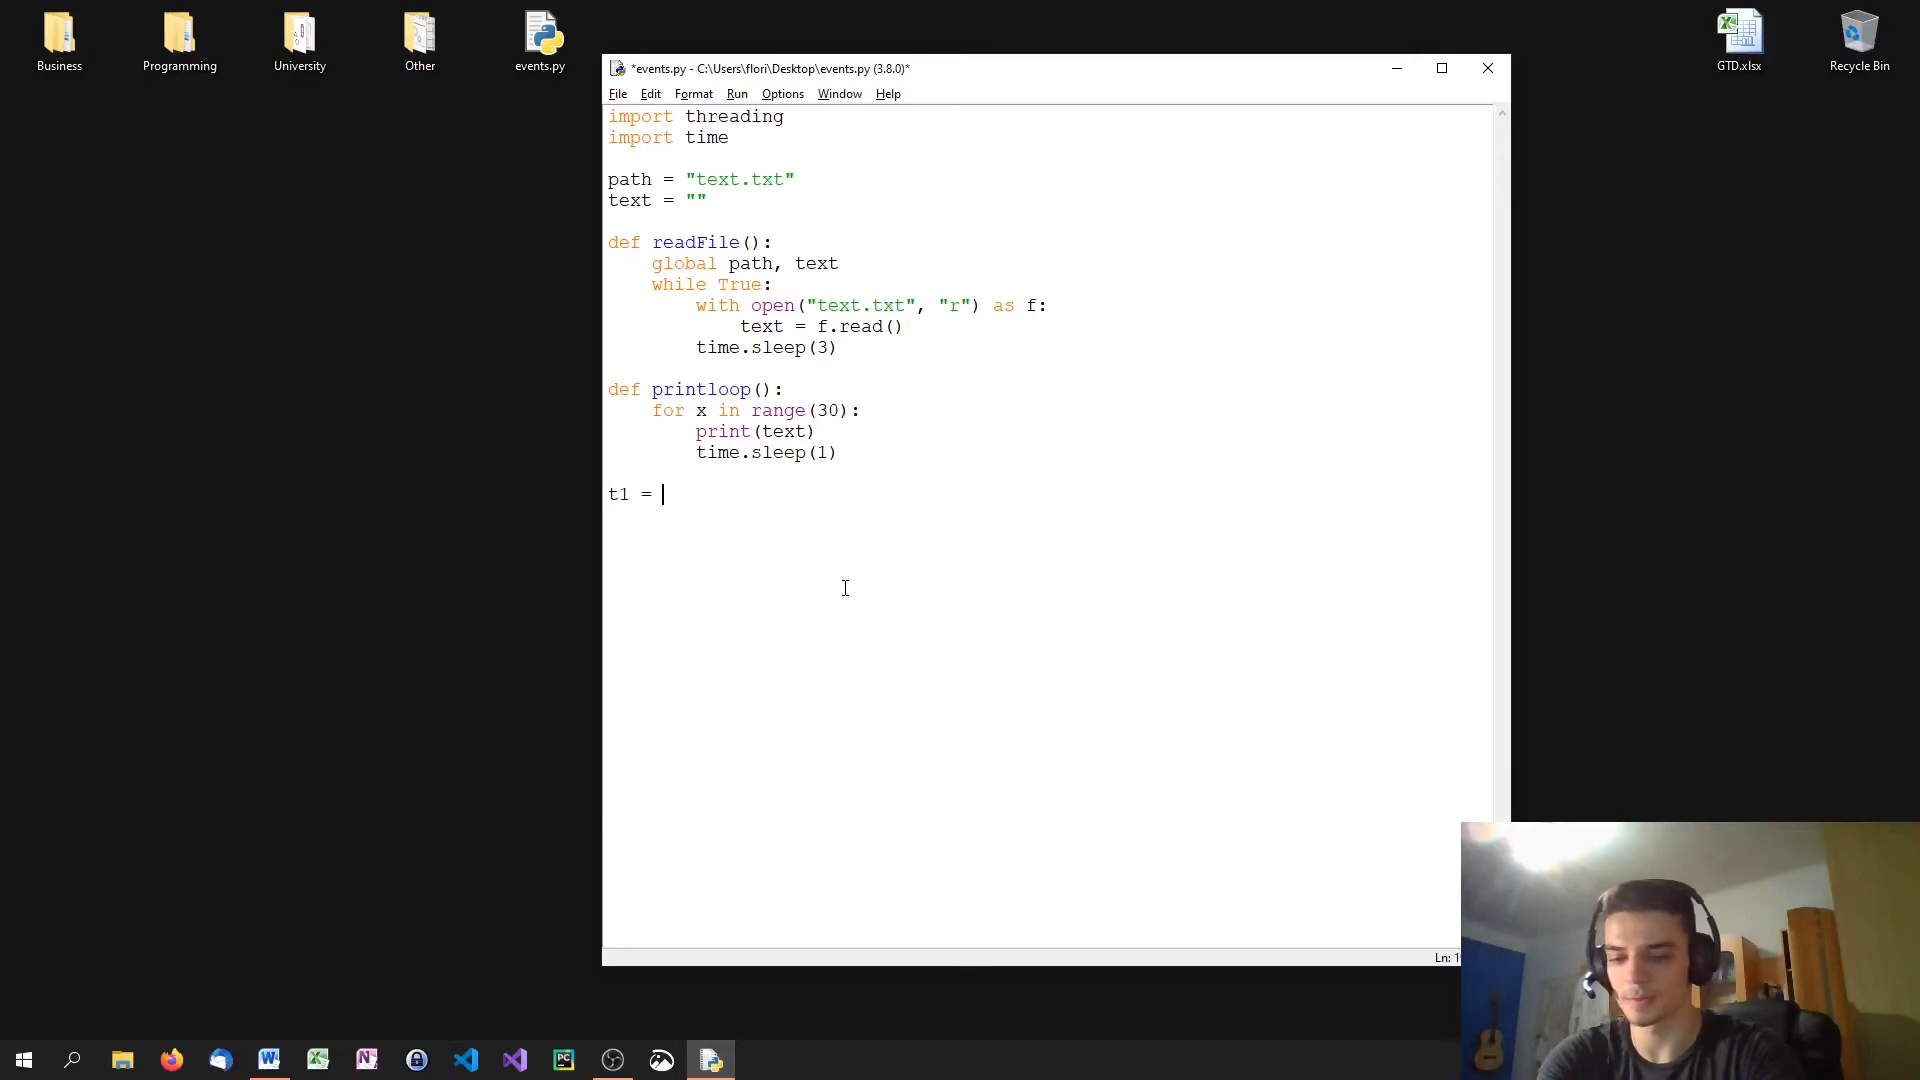 Business
Programming
University
Other
events.py
GTD.xlsx
Recycle Bin
*events.py - C:\Users\flori\Desktop\events.py (3.8.0)*
File Edit Format Run Options Window Help
import threading
import time
path = "text.txt"
text = ""
def readFile():
    global path, text
    while True:
        with open("text.txt", "r") as f:
            text = f.read()
        time.sleep(3)
def printloop():
    for x in range(30):
        print(text)
        time.sleep(1)
t1 =
Ln: